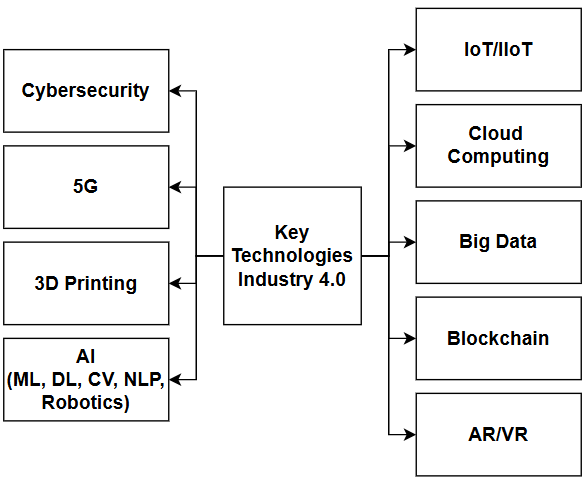 Cybersecurity
5G
3D Printing
AI
(ML, DL, CV, NLP,
Robotics)
Key
Technologies
Industry 4.0
IoT/IIoT
Cloud
Computing
Big Data
Blockchain
AR/VR